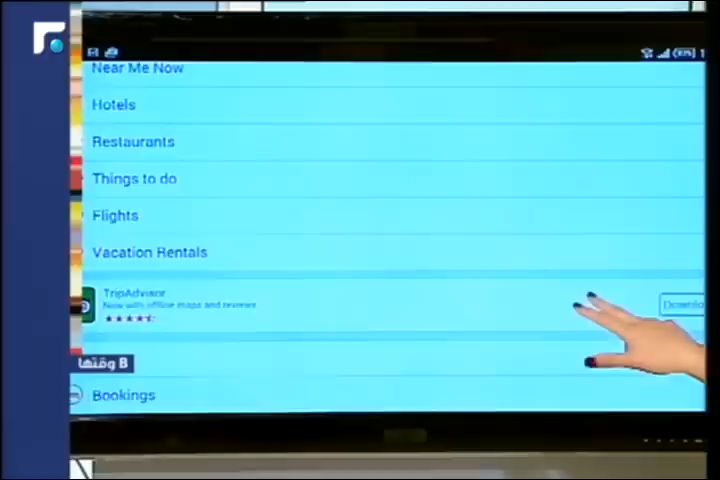 Near Me Now
Hotels
Restaurants
Things to do
Flights
Vacation Rentals
TripAdvisor
Now with offline maps and reviews
Downlo
B وقتها
Bookings